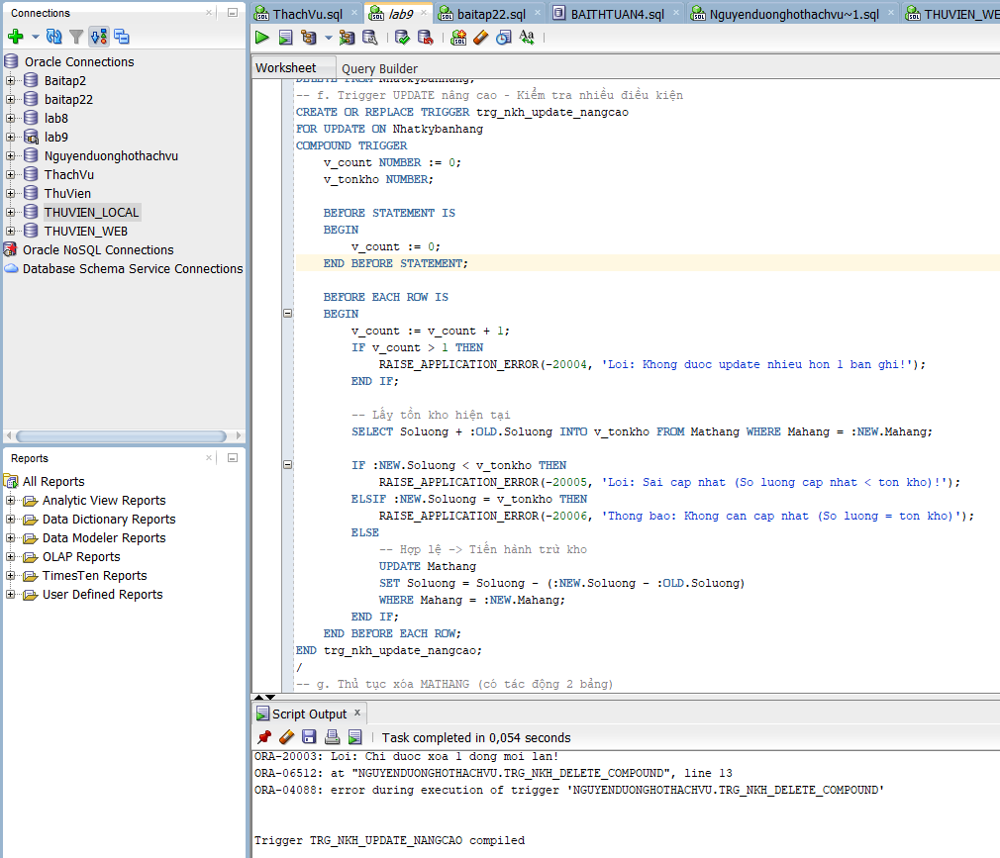 Connections
Oracle Connections
Baitap2
baitap22
lab8
lab9
Nguyenduonghothachvu
ThachVu
ThuVien
THUVIEN_LOCAL
THUVIEN_WEB
Oracle NoSQL Connections
Database Schema Service Connections
Reports
All Reports
Analytic View Reports
Data Dictionary Reports
Data Modeler Reports
OLAP Reports
TimesTen Reports
User Defined Reports
ThachVu.sql
lab9
baitap22.sql
BAITHTUAN4.sql
Nguyenduonghothachvu~1.sql
THUVIEN_WE
Worksheet
Query Builder
DELETE FROM Nhatkybanhang;
-- f. Trigger UPDATE nâng cao - Kiểm tra nhiều điều kiện
CREATE OR REPLACE TRIGGER trg_nkh_update_nangcao
FOR UPDATE ON Nhatkybanhang
COMPOUND TRIGGER
v_count NUMBER := 0;
v_tonkho NUMBER;
BEFORE STATEMENT IS
BEGIN
v_count := 0;
END BEFORE STATEMENT;
BEFORE EACH ROW IS
BEGIN
v_count := v_count + 1;
IF v_count > 1 THEN
RAISE_APPLICATION_ERROR(-20004, 'Loi: Khong duoc update nhieu hon 1 ban ghi!');
END IF;
-- Lấy tồn kho hiện tại
SELECT Soluong + :OLD.Soluong INTO v_tonkho FROM Mathang WHERE Mahang = :NEW.Mahang;
IF :NEW.Soluong < v_tonkho THEN
RAISE_APPLICATION_ERROR(-20005, 'Loi: Sai cap nhat (So luong cap nhat < ton kho)!');
ELSIF :NEW.Soluong = v_tonkho THEN
RAISE_APPLICATION_ERROR(-20006, 'Thong bao: Khong can cap nhat (So luong = ton kho)');
ELSE
-- Hợp lệ -> Tiến hành trừ kho
UPDATE Mathang
SET Soluong = Soluong - (:NEW.Soluong - :OLD.Soluong)
WHERE Mahang = :NEW.Mahang;
END IF;
END BEFORE EACH ROW;
END trg_nkh_update_nangcao;
/
-- g. Thủ tục xóa MATHANG (có tác động 2 bảng)
Script Output
Task completed in 0,054 seconds
ORA-20003: Loi: Chi duoc xoa 1 dong moi lan!
ORA-06512: at "NGUYENDUONGHOTHACHVU.TRG_NKH_DELETE_COMPOUND", line 13
ORA-04088: error during execution of trigger 'NGUYENDUONGHOTHACHVU.TRG_NKH_DELETE_COMPOUND'
Trigger TRG_NKH_UPDATE_NANGCAO compiled